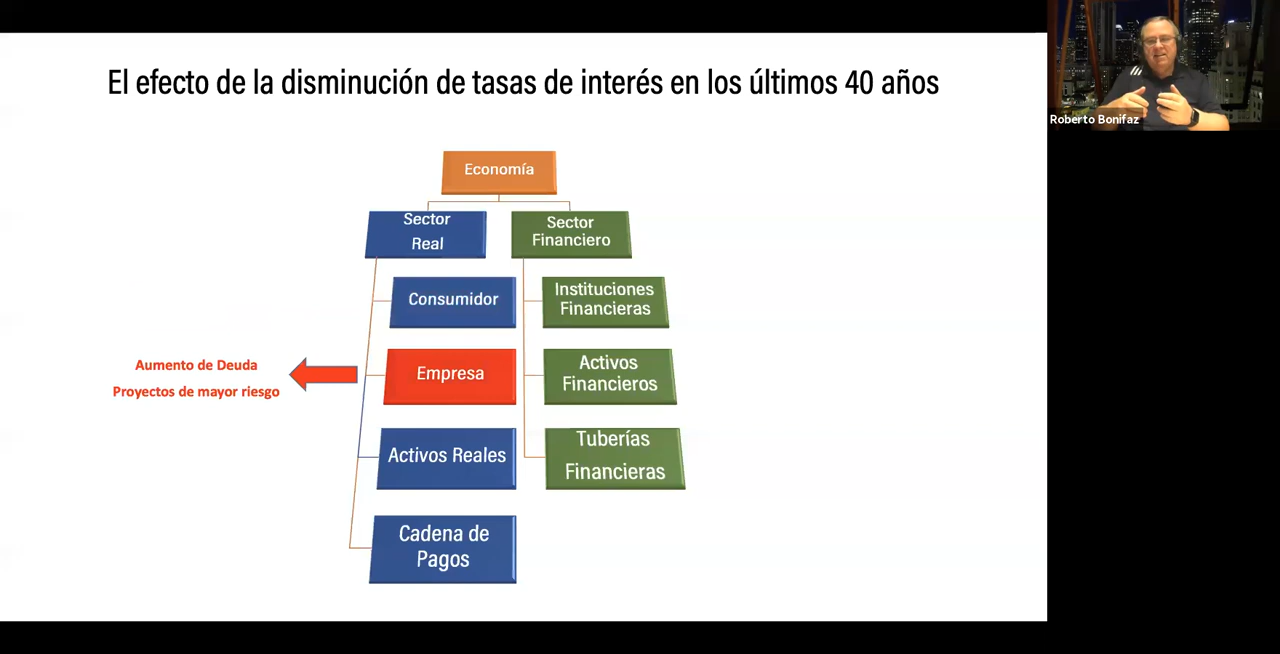 El efecto de la disminución de tasas de interés en los últimos 40 años
Roberto Bonifaz
Economía
Sector
Real
Sector
Financiero
Consumidor
Instituciones
Financieras
Aumento de Deuda
Proyectos de mayor riesgo
Empresa
Activos
Financieros
Activos Reales
Tuberías
Financieras
Cadena de
Pagos